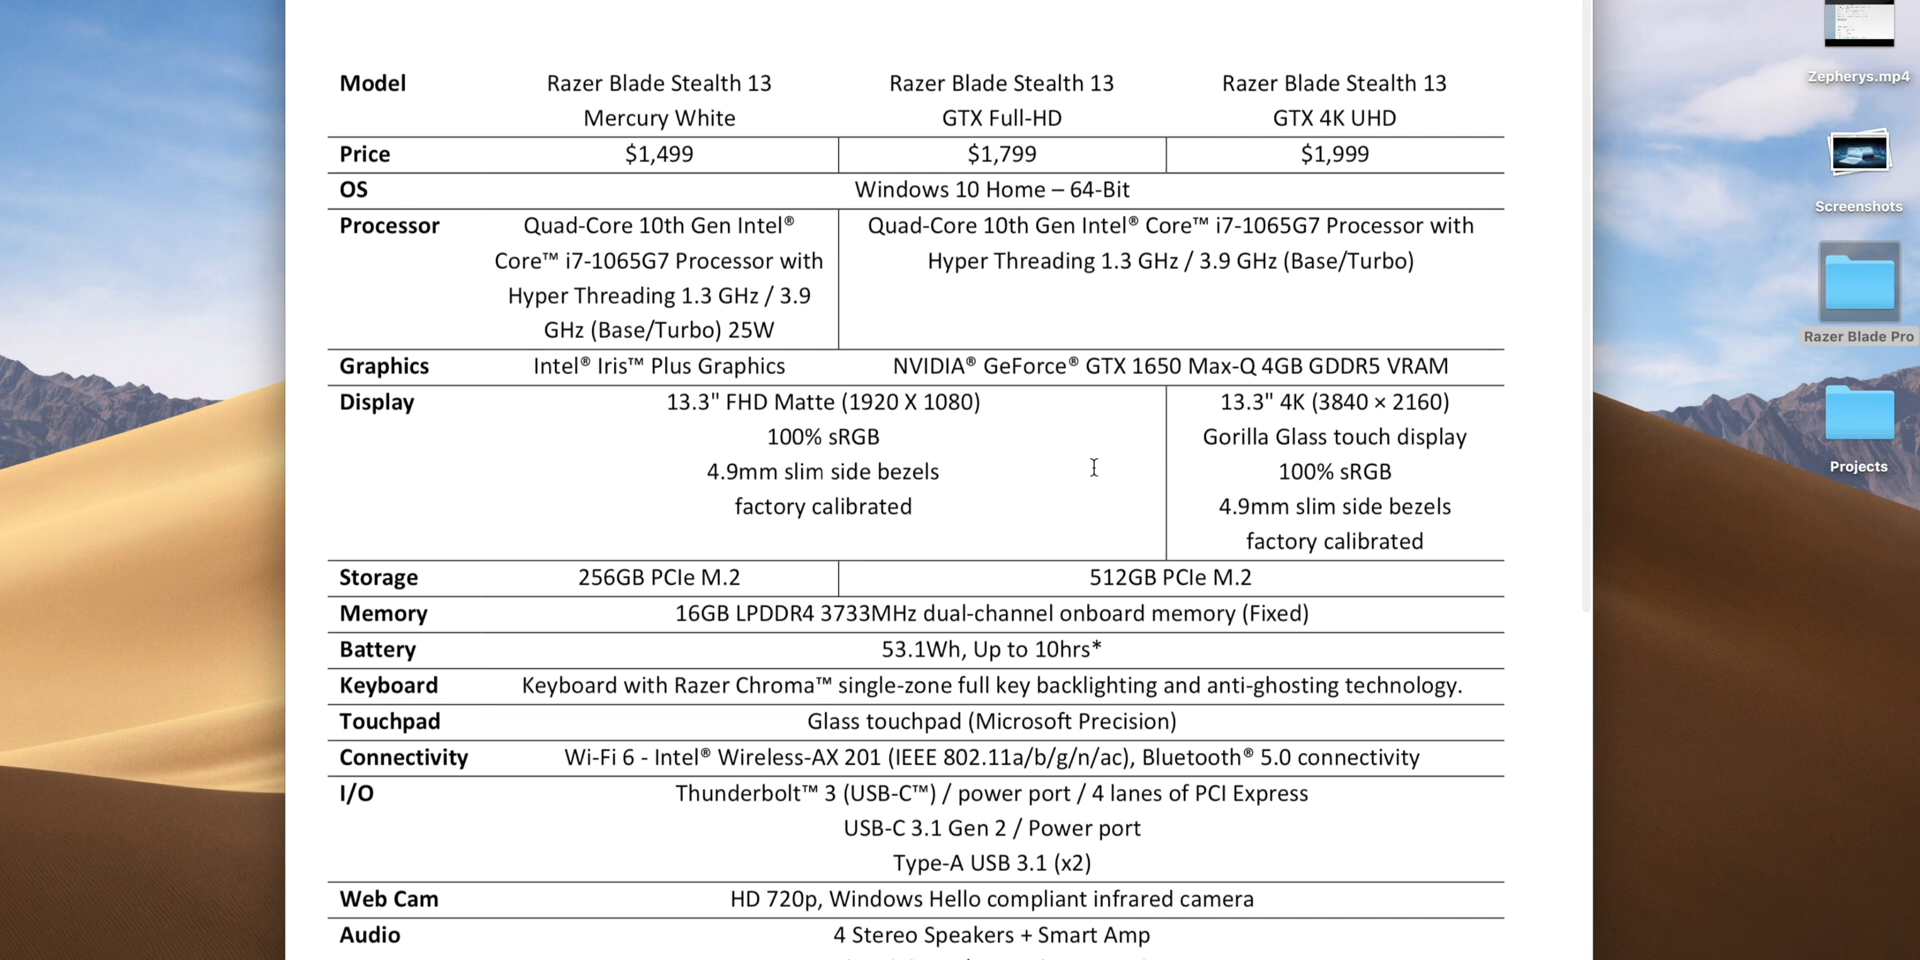 Model
Razer Blade Stealth 13
Mercury White
Razer Blade Stealth 13
GTX Full-HD
Razer Blade Stealth 13
GTX 4K UHD
Price
$1,499
$1,799
$1,999
OS
Windows 10 Home – 64-Bit
Processor
Quad-Core 10th Gen Intel®
Core™ i7-1065G7 Processor with
Hyper Threading 1.3 GHz / 3.9
GHz (Base/Turbo) 25W
Quad-Core 10th Gen Intel® Core™ i7-1065G7 Processor with
Hyper Threading 1.3 GHz / 3.9 GHz (Base/Turbo)
Graphics
Intel® Iris™ Plus Graphics
NVIDIA® GeForce® GTX 1650 Max-Q 4GB GDDR5 VRAM
Display
13.3" FHD Matte (1920 X 1080)
100% sRGB
4.9mm slim side bezels
factory calibrated
13.3" 4K (3840 × 2160)
Gorilla Glass touch display
100% sRGB
4.9mm slim side bezels
factory calibrated
Storage
256GB PCIe M.2
512GB PCIe M.2
Memory
16GB LPDDR4 3733MHz dual-channel onboard memory (Fixed)
Battery
53.1Wh, Up to 10hrs*
Keyboard
Keyboard with Razer Chroma™ single-zone full key backlighting and anti-ghosting technology.
Touchpad
Glass touchpad (Microsoft Precision)
Connectivity
Wi-Fi 6 - Intel® Wireless-AX 201 (IEEE 802.11a/b/g/n/ac), Bluetooth® 5.0 connectivity
I/O
Thunderbolt™ 3 (USB-C™) / power port / 4 lanes of PCI Express
USB-C 3.1 Gen 2 / Power port
Type-A USB 3.1 (x2)
Web Cam
HD 720p, Windows Hello compliant infrared camera
Audio
4 Stereo Speakers + Smart Amp
Zepherys.mp4
Screenshots
Razer Blade Pro
Projects